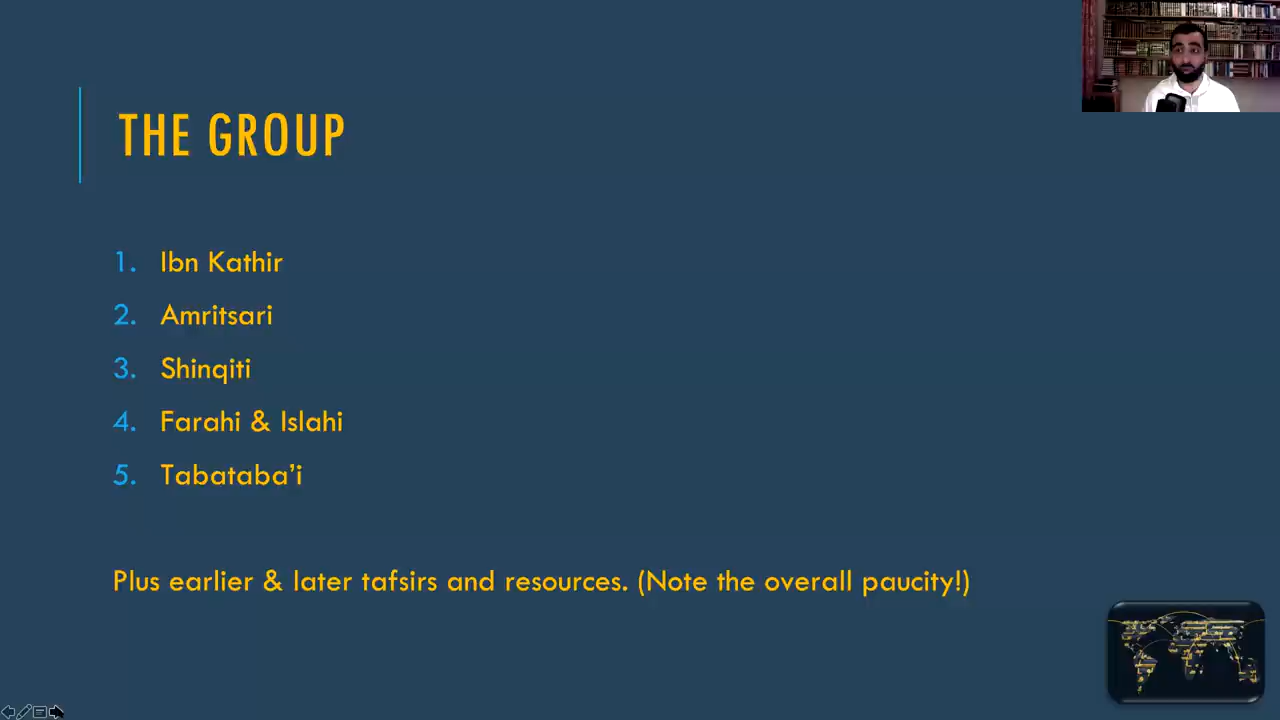 THE GROUP
1. Ibn Kathir
2. Amritsari
3. Shinqiti
4. Farahi & Islahi
5. Tabataba’i
Plus earlier & later tafsirs and resources. (Note the overall paucity!)